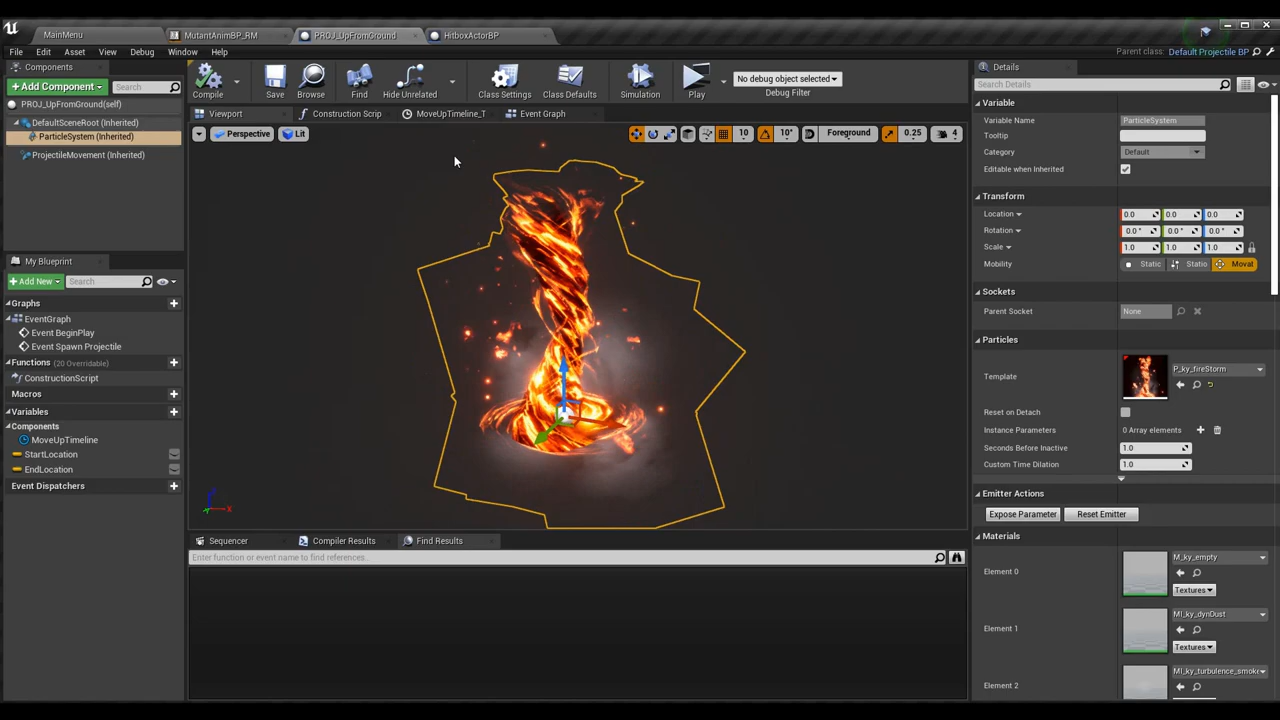 MainMenu
MutantAnimBP_RM
PROJ_UpFromGround
HitboxActorBP
File Edit Asset View Debug Window Help
Parent class: Default Projectile BP
Components
+ Add Component
Search
PROJ_UpFromGround(self)
DefaultSceneRoot (Inherited)
ParticleSystem (Inherited)
ProjectileMovement (Inherited)
My Blueprint
+ Add New
Search
Graphs
EventGraph
Event BeginPlay
Event Spawn Projectile
Functions (20 Overridable)
ConstructionScript
Macros
Variables
Components
MoveUpTimeline
StartLocation
EndLocation
Event Dispatchers
Compile
Save
Browse
Find
Hide Unrelated
Class Settings
Class Defaults
Simulation
Play
No debug object selected
Debug Filter
Viewport
Construction Scrip
MoveUpTimeline_T
Event Graph
Perspective
Lit
10
10°
Foreground
0.25
4
X
Sequencer
Compiler Results
Find Results
Enter function or event name to find references...
Details
Search Details
Variable
Variable Name ParticleSystem
Tooltip
Category Default
Editable when Inherited
Transform
Location 0.0 0.0 0.0
Rotation 0.0 ° 0.0 ° 0.0 °
Scale 1.0 1.0 1.0
Mobility Static Statio Moval
Sockets
Parent Socket None
Particles
Template P_ky_fireStorm
Reset on Detach
Instance Parameters 0 Array elements
Seconds Before Inactive 1.0
Custom Time Dilation 1.0
Emitter Actions
Expose Parameter Reset Emitter
Materials
Element 0 M_ky_empty
Textures
Element 1 MI_ky_dynDust
Textures
Element 2 MI_ky_turbulence_smoke